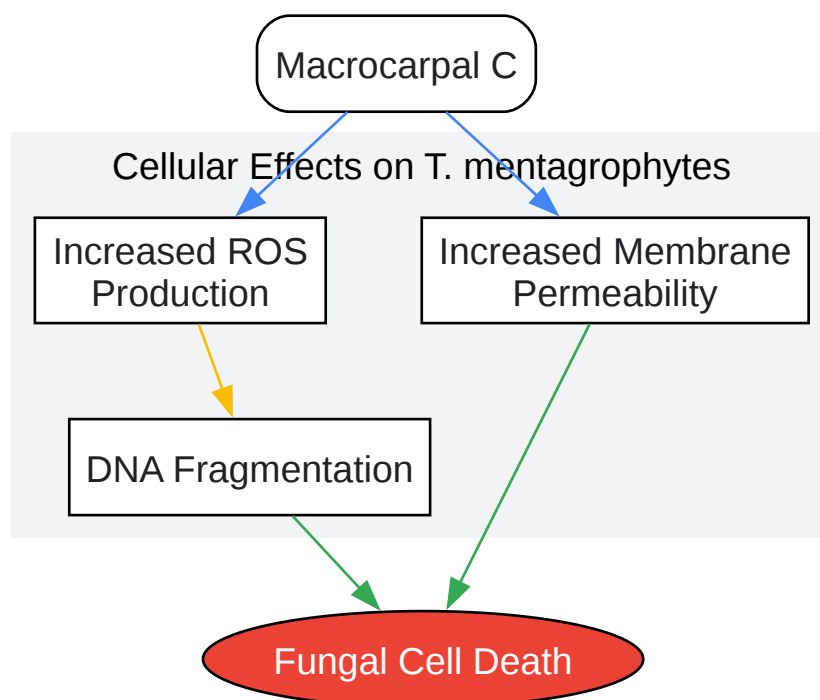 Macrocarpal C
Cellular Effects on T. mentagrophytes
Increased ROS
Production
Increased Membrane
Permeability
DNA Fragmentation
Fungal Cell Death